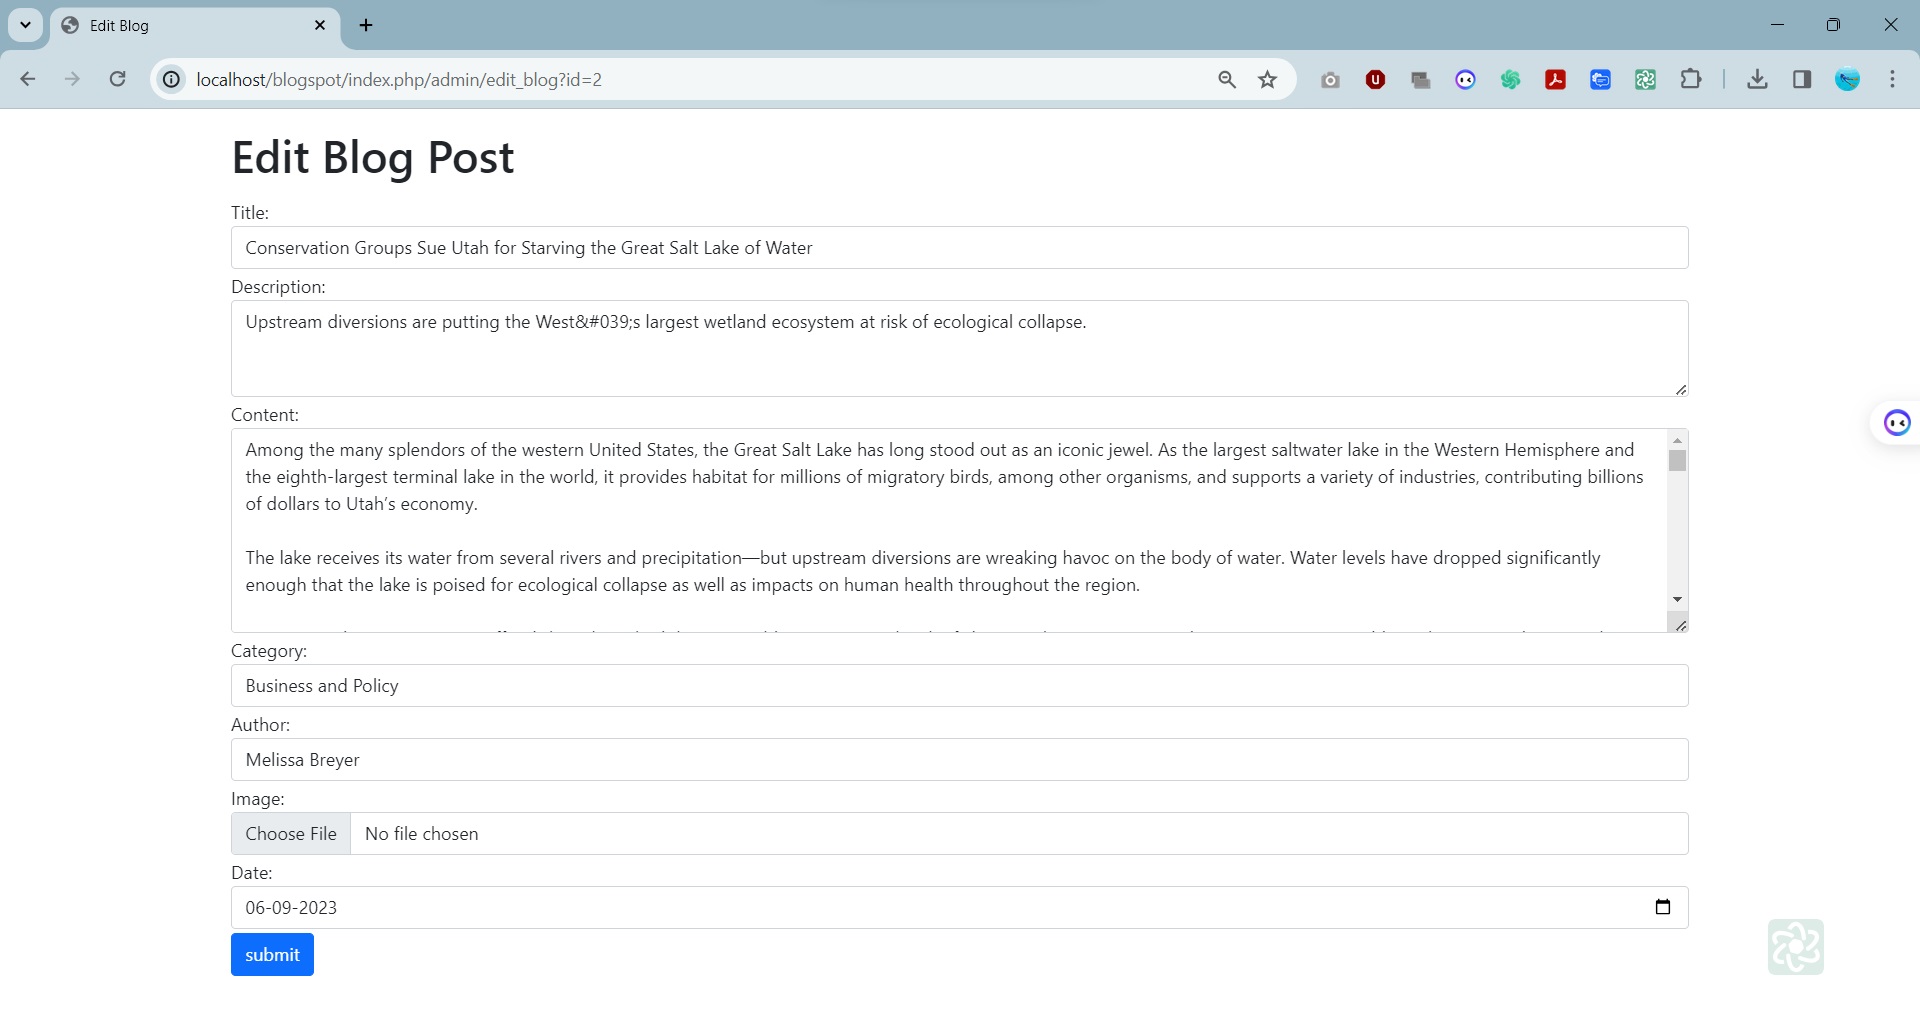 Edit Blog
localhost/blogspot/index.php/admin/edit_blog?id=2
Edit Blog Post
Title:
Conservation Groups Sue Utah for Starving the Great Salt Lake of Water
Description:
Upstream diversions are putting the West&#039;s largest wetland ecosystem at risk of ecological collapse.
Content:
Among the many splendors of the western United States, the Great Salt Lake has long stood out as an iconic jewel. As the largest saltwater lake in the Western Hemisphere and
the eighth-largest terminal lake in the world, it provides habitat for millions of migratory birds, among other organisms, and supports a variety of industries, contributing billions
of dollars to Utah’s economy.
The lake receives its water from several rivers and precipitation—but upstream diversions are wreaking havoc on the body of water. Water levels have dropped significantly
enough that the lake is poised for ecological collapse as well as impacts on human health throughout the region.
Category:
Business and Policy
Author:
Melissa Breyer
Image:
Choose File No file chosen
Date:
06-09-2023
submit